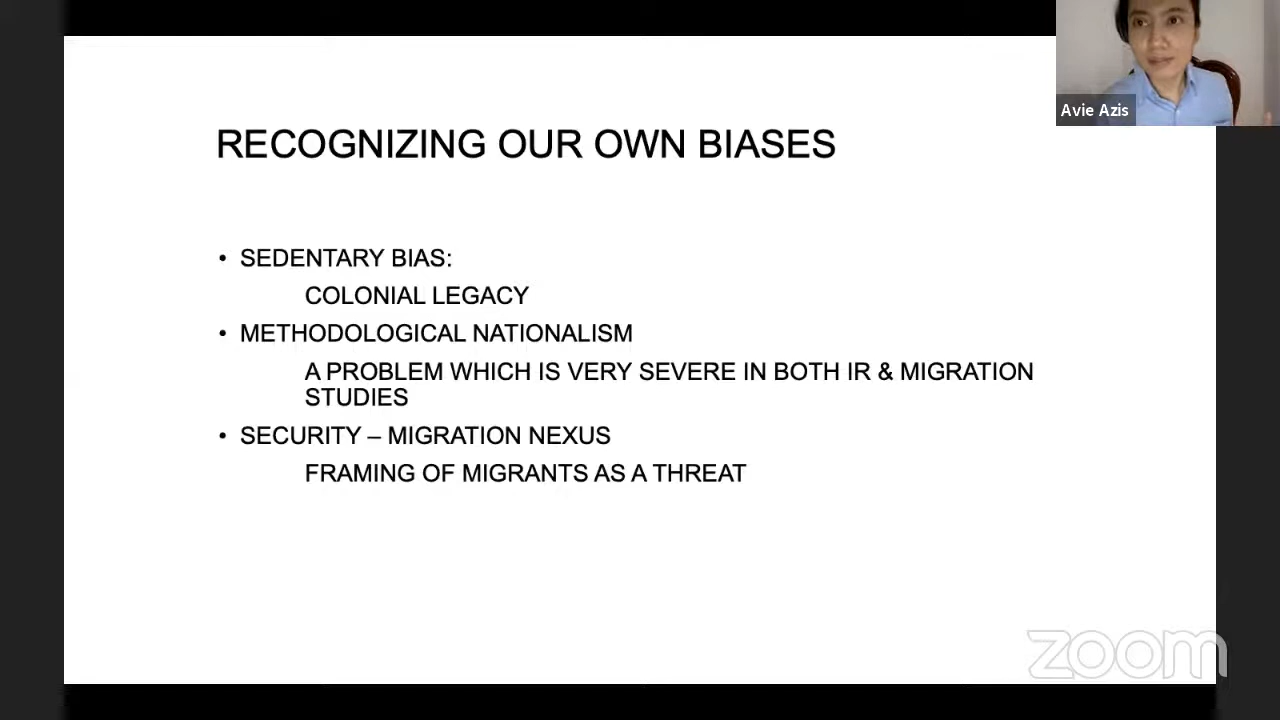 Avie Azis
RECOGNIZING OUR OWN BIASES
• SEDENTARY BIAS:
COLONIAL LEGACY
• METHODOLOGICAL NATIONALISM
A PROBLEM WHICH IS VERY SEVERE IN BOTH IR & MIGRATION
STUDIES
• SECURITY – MIGRATION NEXUS
FRAMING OF MIGRANTS AS A THREAT
zoom